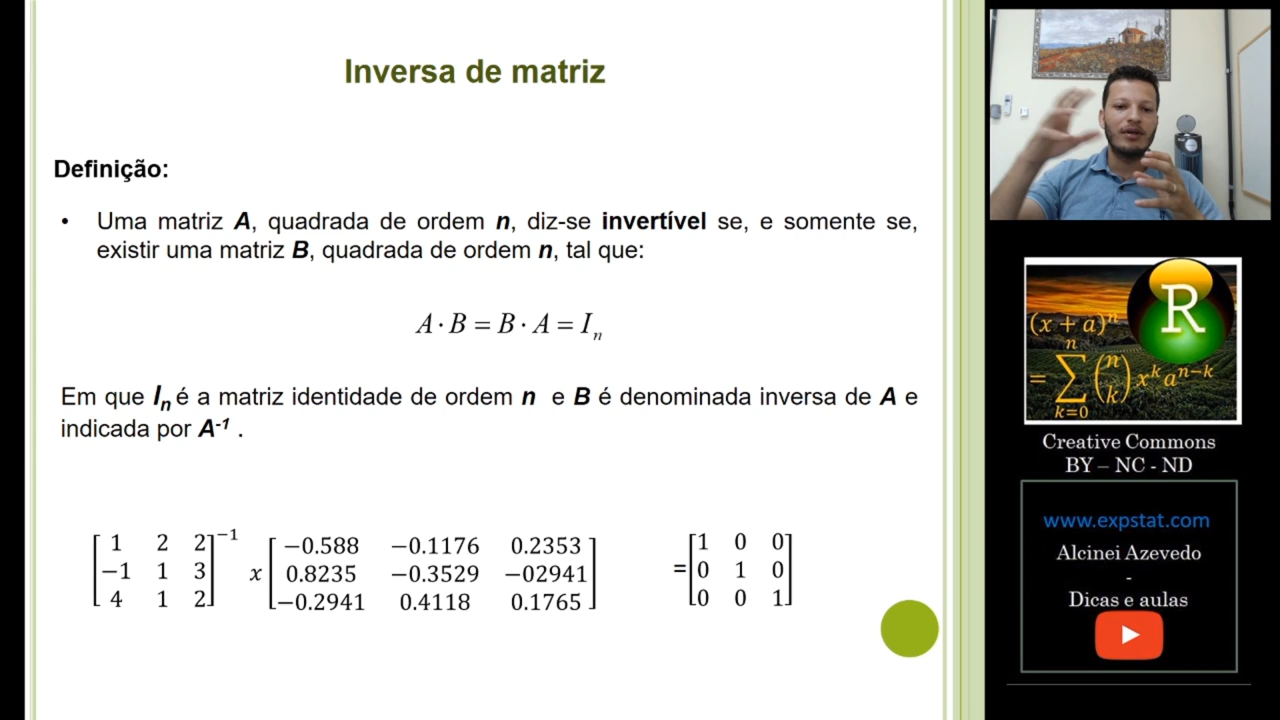 Inversa de matriz
Definição:
• Uma matriz A, quadrada de ordem n, diz-se invertível se, e somente se,
existir uma matriz B, quadrada de ordem n, tal que:
A · B = B · A = Iₙ
Em que Iₙ é a matriz identidade de ordem n e B é denominada inversa de A e
indicada por A⁻¹ .
[1 2 2]⁻¹ [−0.588 −0.1176 0.2353] [1 0 0]
[−1 1 3] x [0.8235 −0.3529 −02941] = [0 1 0]
[4 1 2] [−0.2941 0.4118 0.1765] [0 0 1]
R
(x + a)ⁿ
n
= ∑ (n k) xᵏaⁿ⁻ᵏ
k=0
Creative Commons
BY – NC - ND
www.expstat.com
Alcinei Azevedo
-
Dicas e aulas